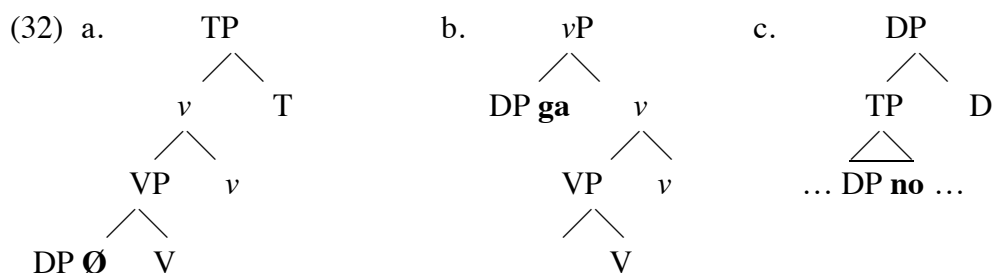 (32) a. TP b. vP c. DP
v T DP ga v TP D
VP v VP v … DP no …
DP Ø V V